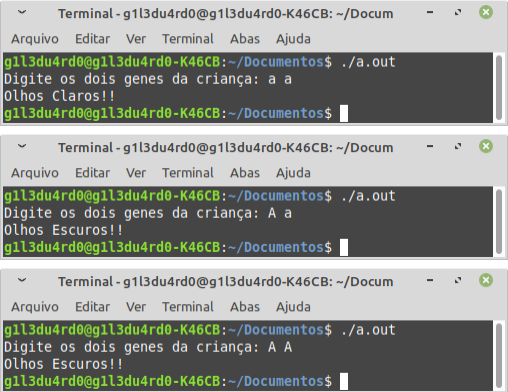 Terminal - g1l3du4rd0@g1l3du4rd0-K46CB: ~/Docum
Arquivo Editar Ver Terminal Abas Ajuda
g1l3du4rd0@g1l3du4rd0-K46CB:~/Documentos$ ./a.out
Digite os dois genes da criança: a a
Olhos Claros!!
g1l3du4rd0@g1l3du4rd0-K46CB:~/Documentos$
Terminal - g1l3du4rd0@g1l3du4rd0-K46CB: ~/Docum
Arquivo Editar Ver Terminal Abas Ajuda
g1l3du4rd0@g1l3du4rd0-K46CB:~/Documentos$ ./a.out
Digite os dois genes da criança: A a
Olhos Escuros!!
g1l3du4rd0@g1l3du4rd0-K46CB:~/Documentos$
Terminal - g1l3du4rd0@g1l3du4rd0-K46CB: ~/Docum
Arquivo Editar Ver Terminal Abas Ajuda
g1l3du4rd0@g1l3du4rd0-K46CB:~/Documentos$ ./a.out
Digite os dois genes da criança: A A
Olhos Escuros!!
g1l3du4rd0@g1l3du4rd0-K46CB:~/Documentos$